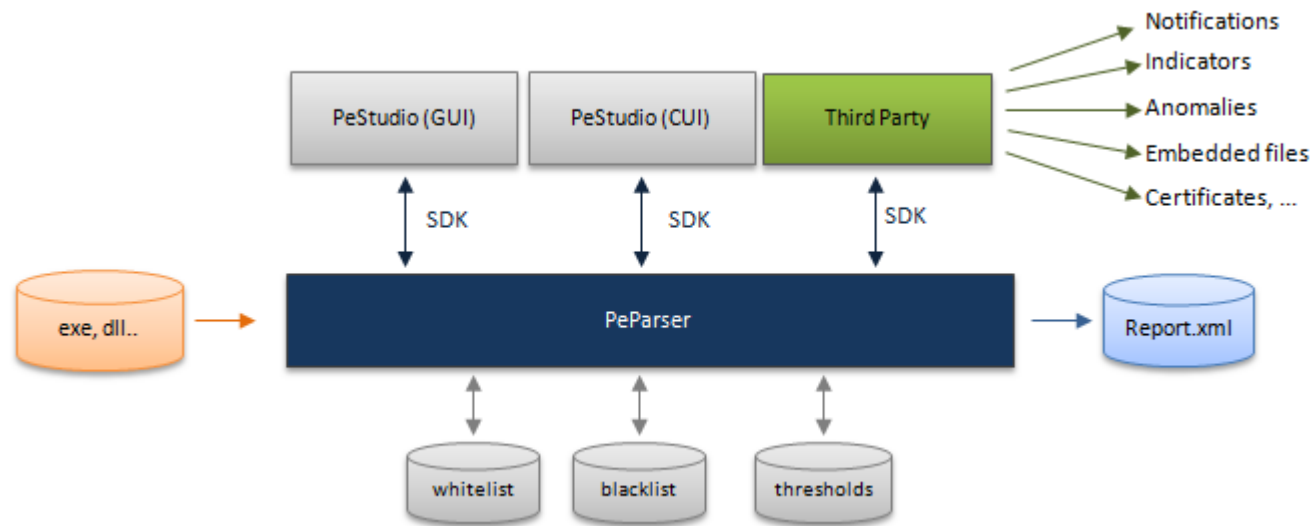 Notifications
Indicators
Anomalies
Embedded files
Certificates, ...
PeStudio (GUI)
PeStudio (CUI)
Third Party
SDK
SDK
SDK
exe, dll..
PeParser
Report.xml
whitelist
blacklist
thresholds